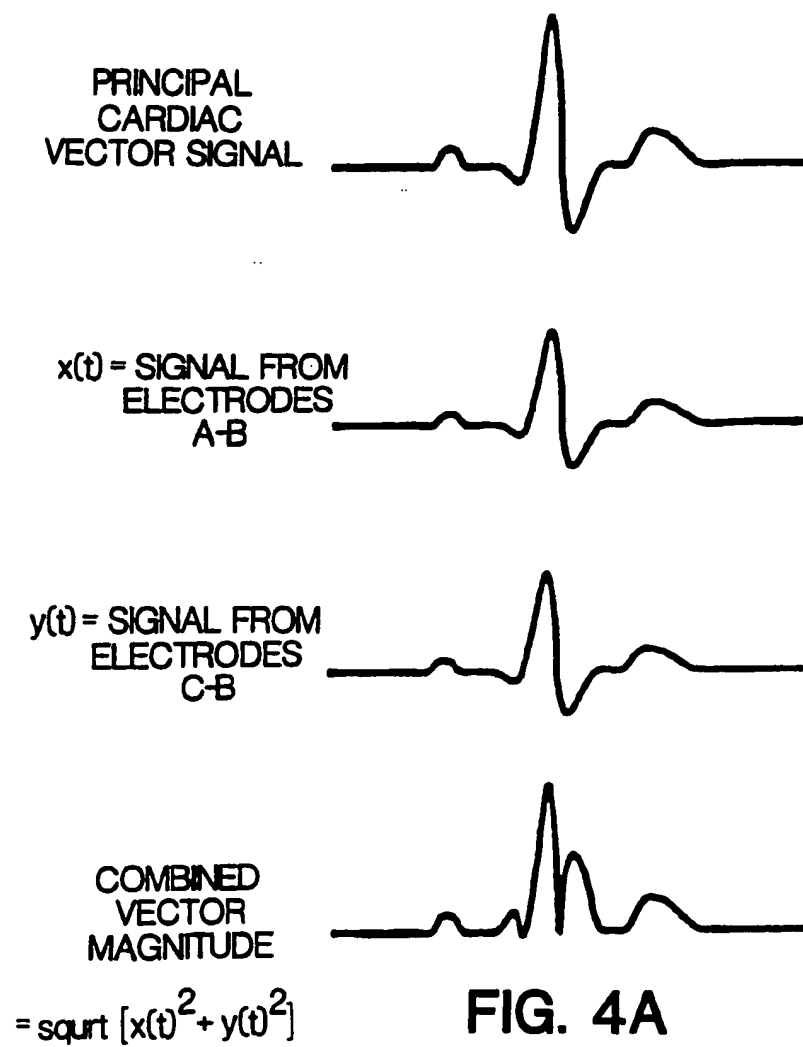 PRINCIPAL
CARDIAC
VECTOR SIGNAL
x(t) = SIGNAL FROM
ELECTRODES
A-B
y(t) = SIGNAL FROM
ELECTRODES
C-B
COMBINED
VECTOR
MAGNITUDE
= squrt [x(t)² + y(t)²]
FIG. 4A